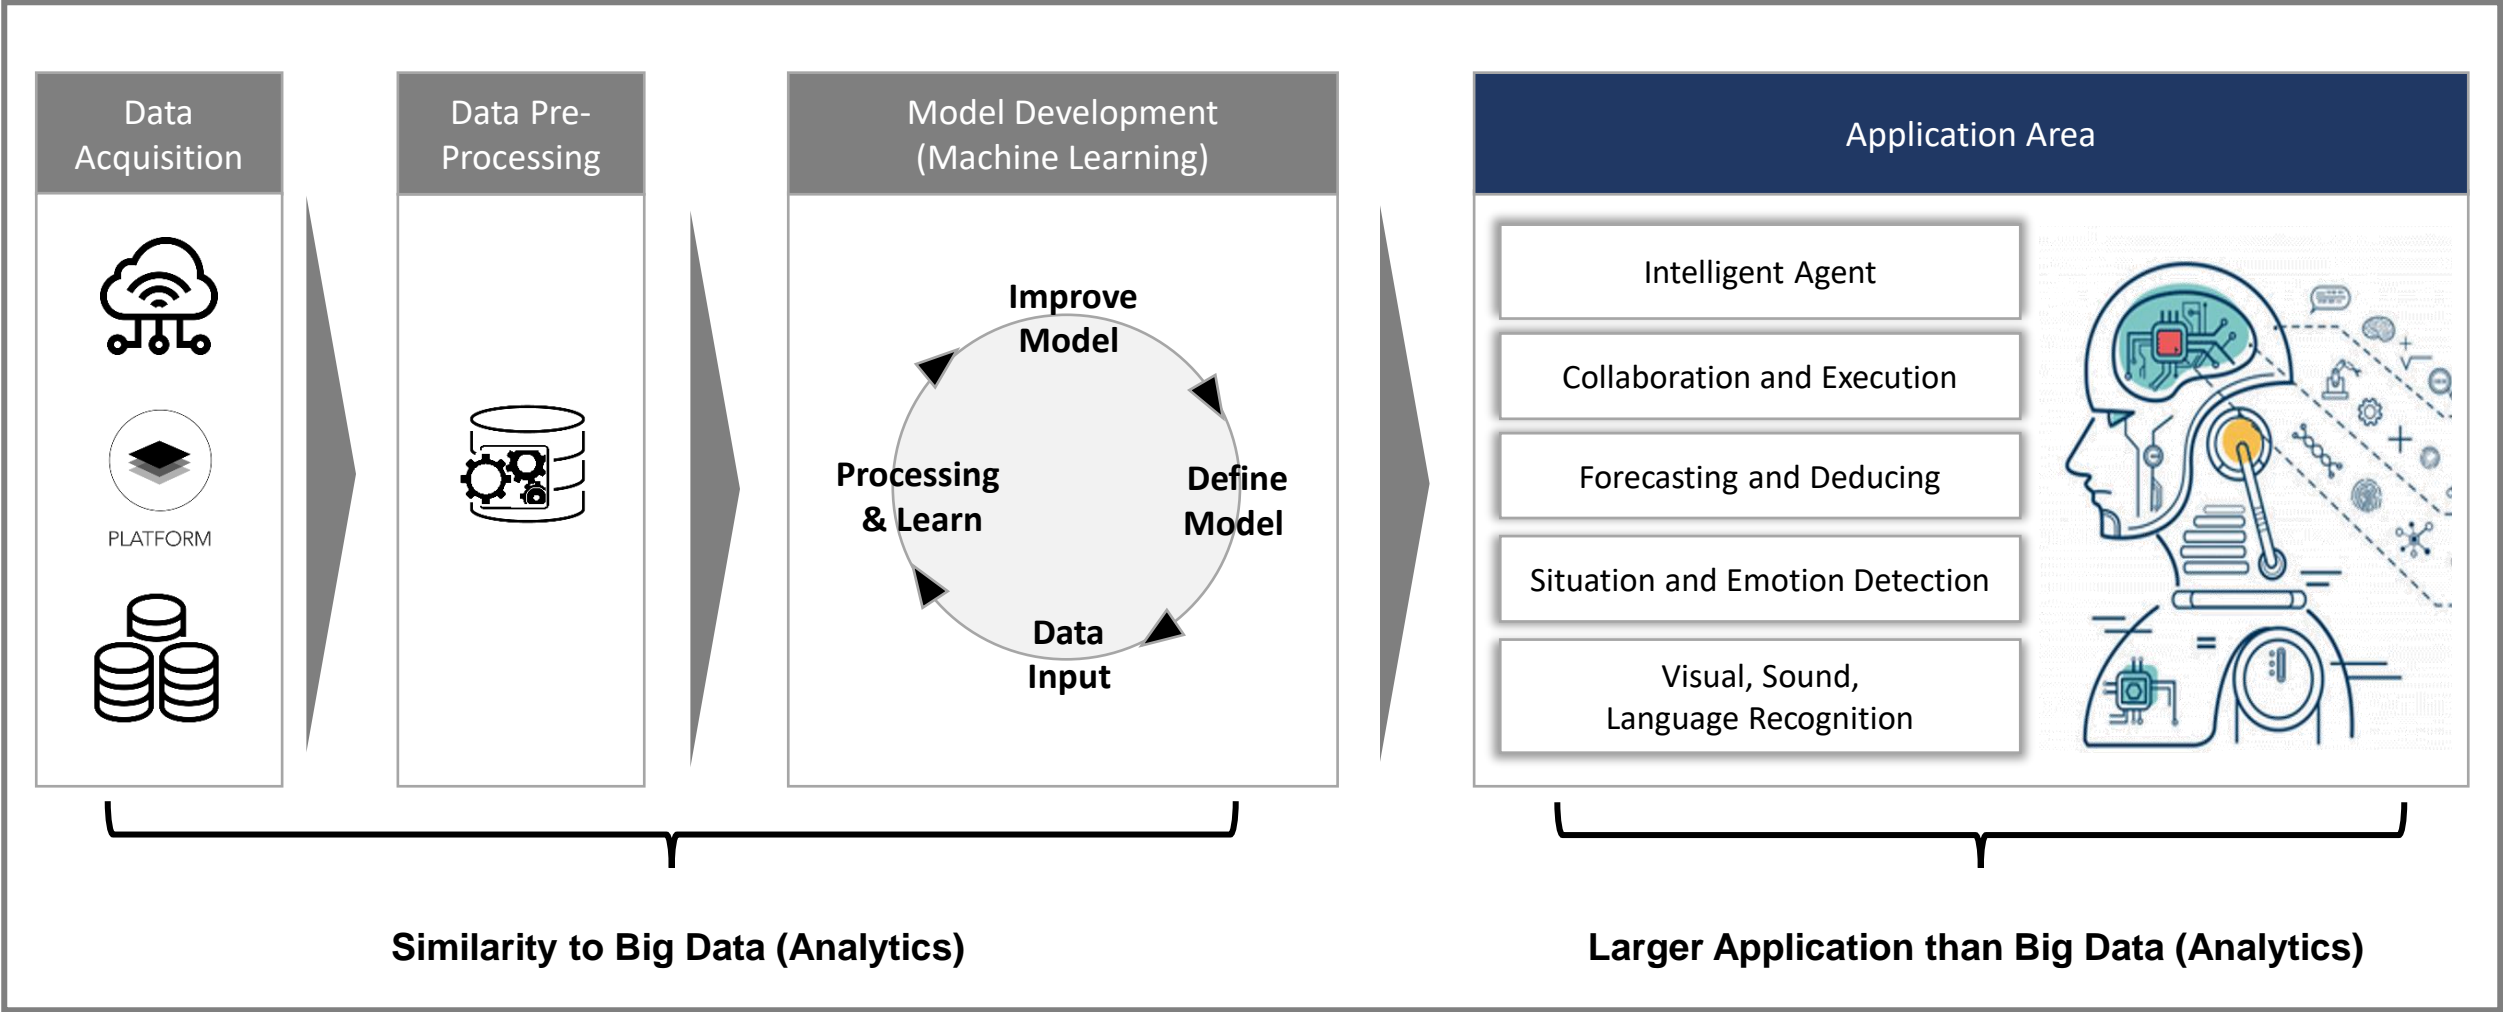 Data
Acquisition
PLATFORM
Data Pre-
Processing
Model Development
(Machine Learning)
Improve
Model
Define
Model
Data
Input
Processing
& Learn
Application Area
Intelligent Agent
Collaboration and Execution
Forecasting and Deducing
Situation and Emotion Detection
Visual, Sound,
Language Recognition
Similarity to Big Data (Analytics)
Larger Application than Big Data (Analytics)